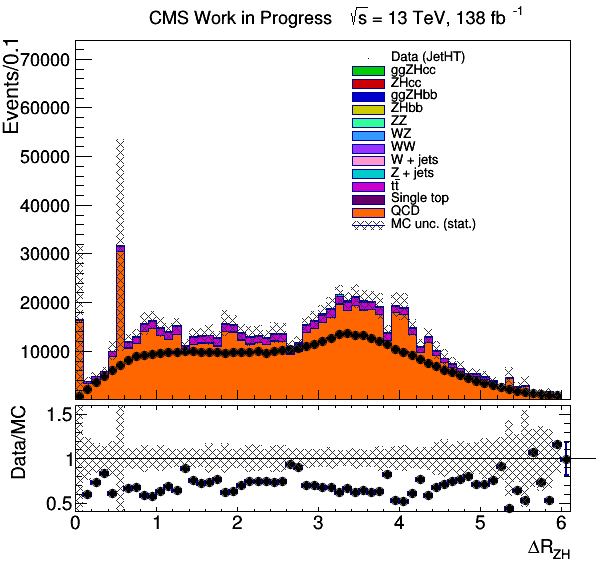 CMS Work in Progress √s = 13 TeV, 138 fb⁻¹
Events/0.1
70000
60000
50000
40000
30000
20000
10000
Data (JetHT)
ggZHcc
ZHcc
ggZHbb
ZHbb
ZZ
WZ
WW
W + jets
Z + jets
tt̄
Single top
QCD
MC unc. (stat.)
Data/MC
1.5
1
0.5
0 1 2 3 4 5 6
ΔR_ZH